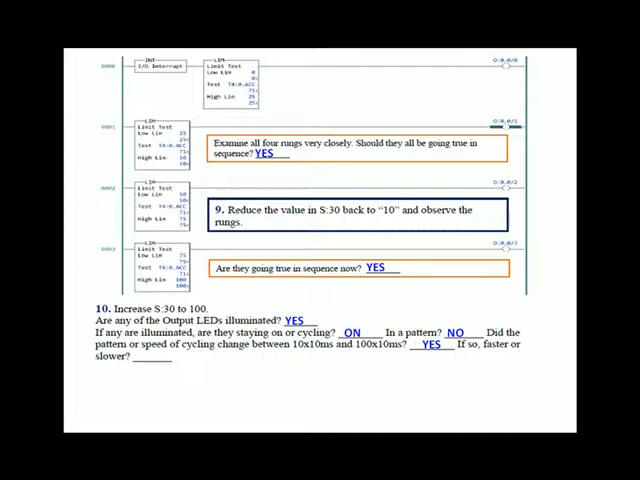 INT
I/O Interrupt
LIM
Limit Test
Low Lim 0
0<
Test T4:0.ACC
71<
High Lim 25
25<
O:0.0/0
0000
LIM
Limit Test
Low Lim 25
25<
Test T4:0.ACC
71<
High Lim 50
50<
O:0.0/1
0001
Examine all four rungs very closely. Should they all be going true in
sequence? YES
LIM
Limit Test
Low Lim 50
50<
Test T4:0.ACC
71<
High Lim 75
75<
O:0.0/2
0002
9. Reduce the value in S:30 back to “10” and observe the
rungs.
LIM
Limit Test
Low Lim 75
75<
Test T4:0.ACC
71<
High Lim 100
100<
O:0.0/3
0003
Are they going true in sequence now? YES
10. Increase S:30 to 100.
Are any of the Output LEDs illuminated? YES
If any are illuminated, are they staying on or cycling? ON In a pattern? NO Did the
pattern or speed of cycling change between 10x10ms and 100x10ms? YES If so, faster or
slower?